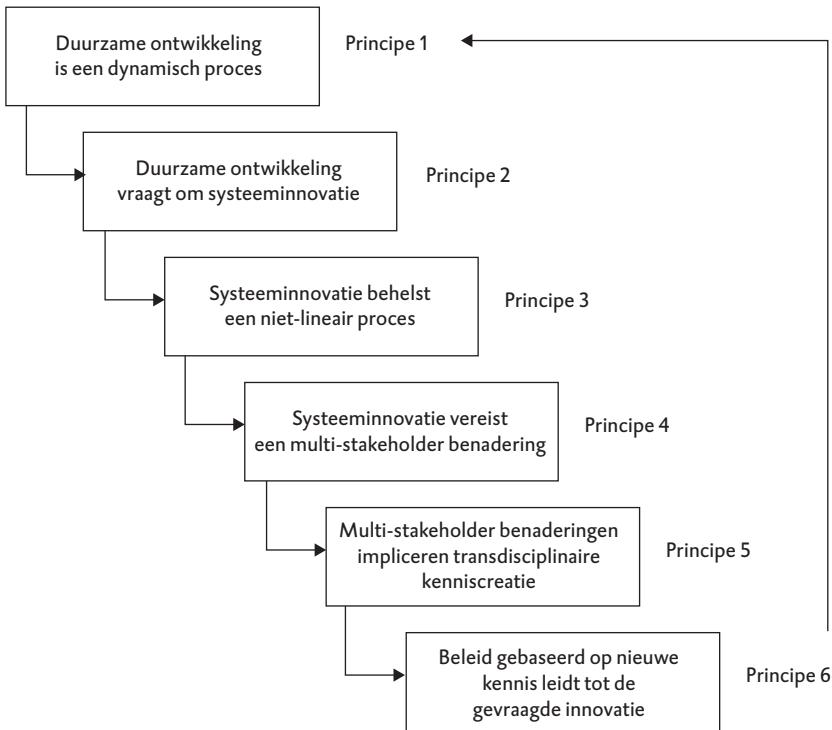 Duurzame ontwikkeling
is een dynamisch proces
Principe 1
Duurzame ontwikkeling
vraagt om systeeminnovatie
Principe 2
Systeeminnovatie behelst
een niet-lineair proces
Principe 3
Systeeminnovatie vereist
een multi-stakeholder benadering
Principe 4
Multi-stakeholder benaderingen
impliceren transdisciplinaire
kenniscreatie
Principe 5
Beleid gebaseerd op nieuwe
kennis leidt tot de
gevraagde innovatie
Principe 6